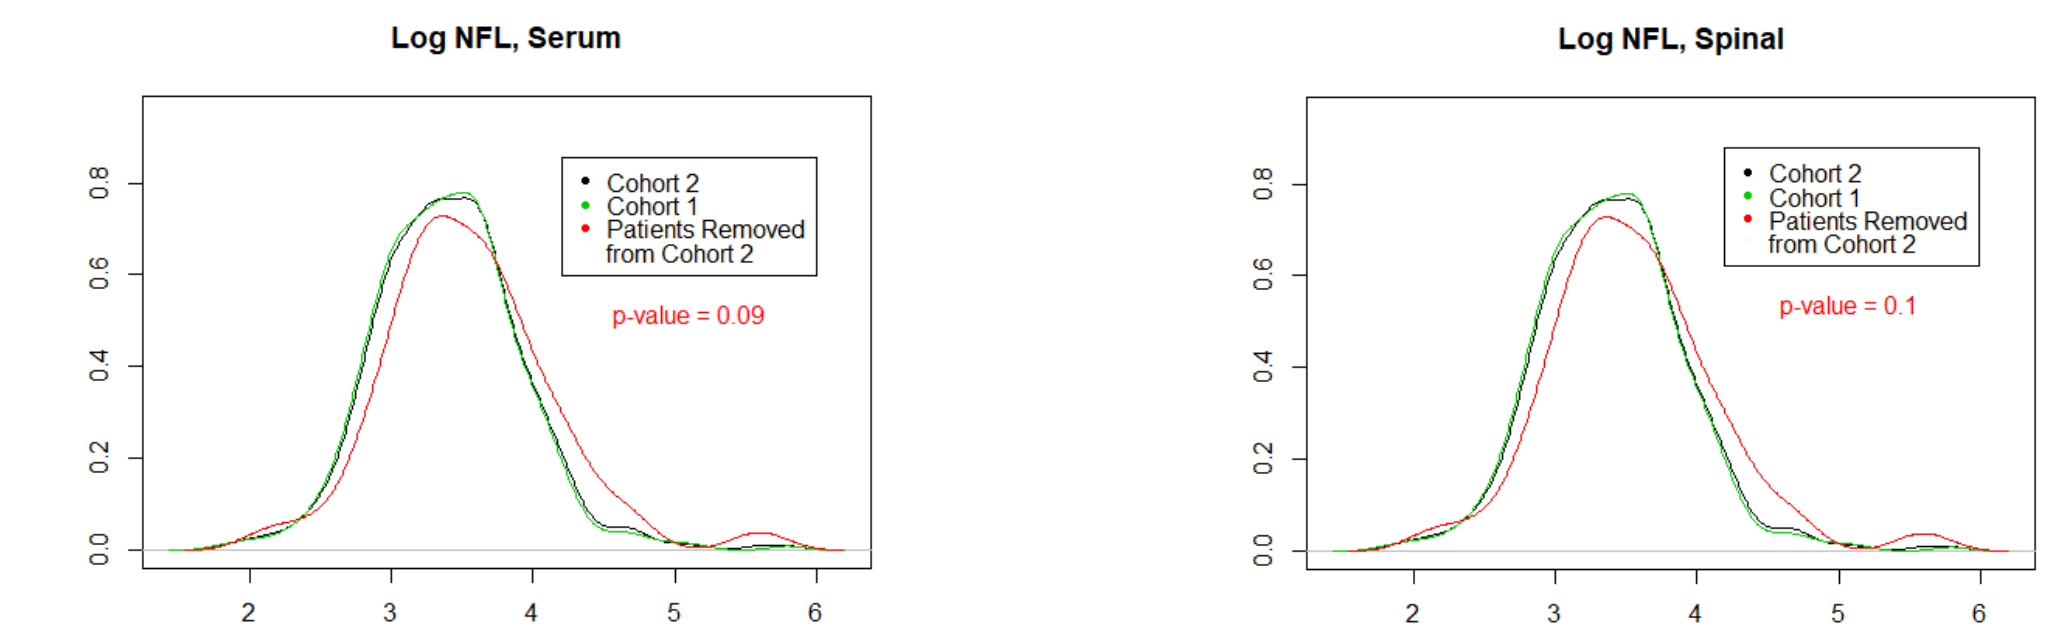 Log NFL, Serum
0.0
0.2
0.4
0.6
0.8
Cohort 2
Cohort 1
Patients Removed
from Cohort 2
p-value = 0.09
2
3
4
5
6
Log NFL, Spinal
0.0
0.2
0.4
0.6
0.8
Cohort 2
Cohort 1
Patients Removed
from Cohort 2
p-value = 0.1
2
3
4
5
6